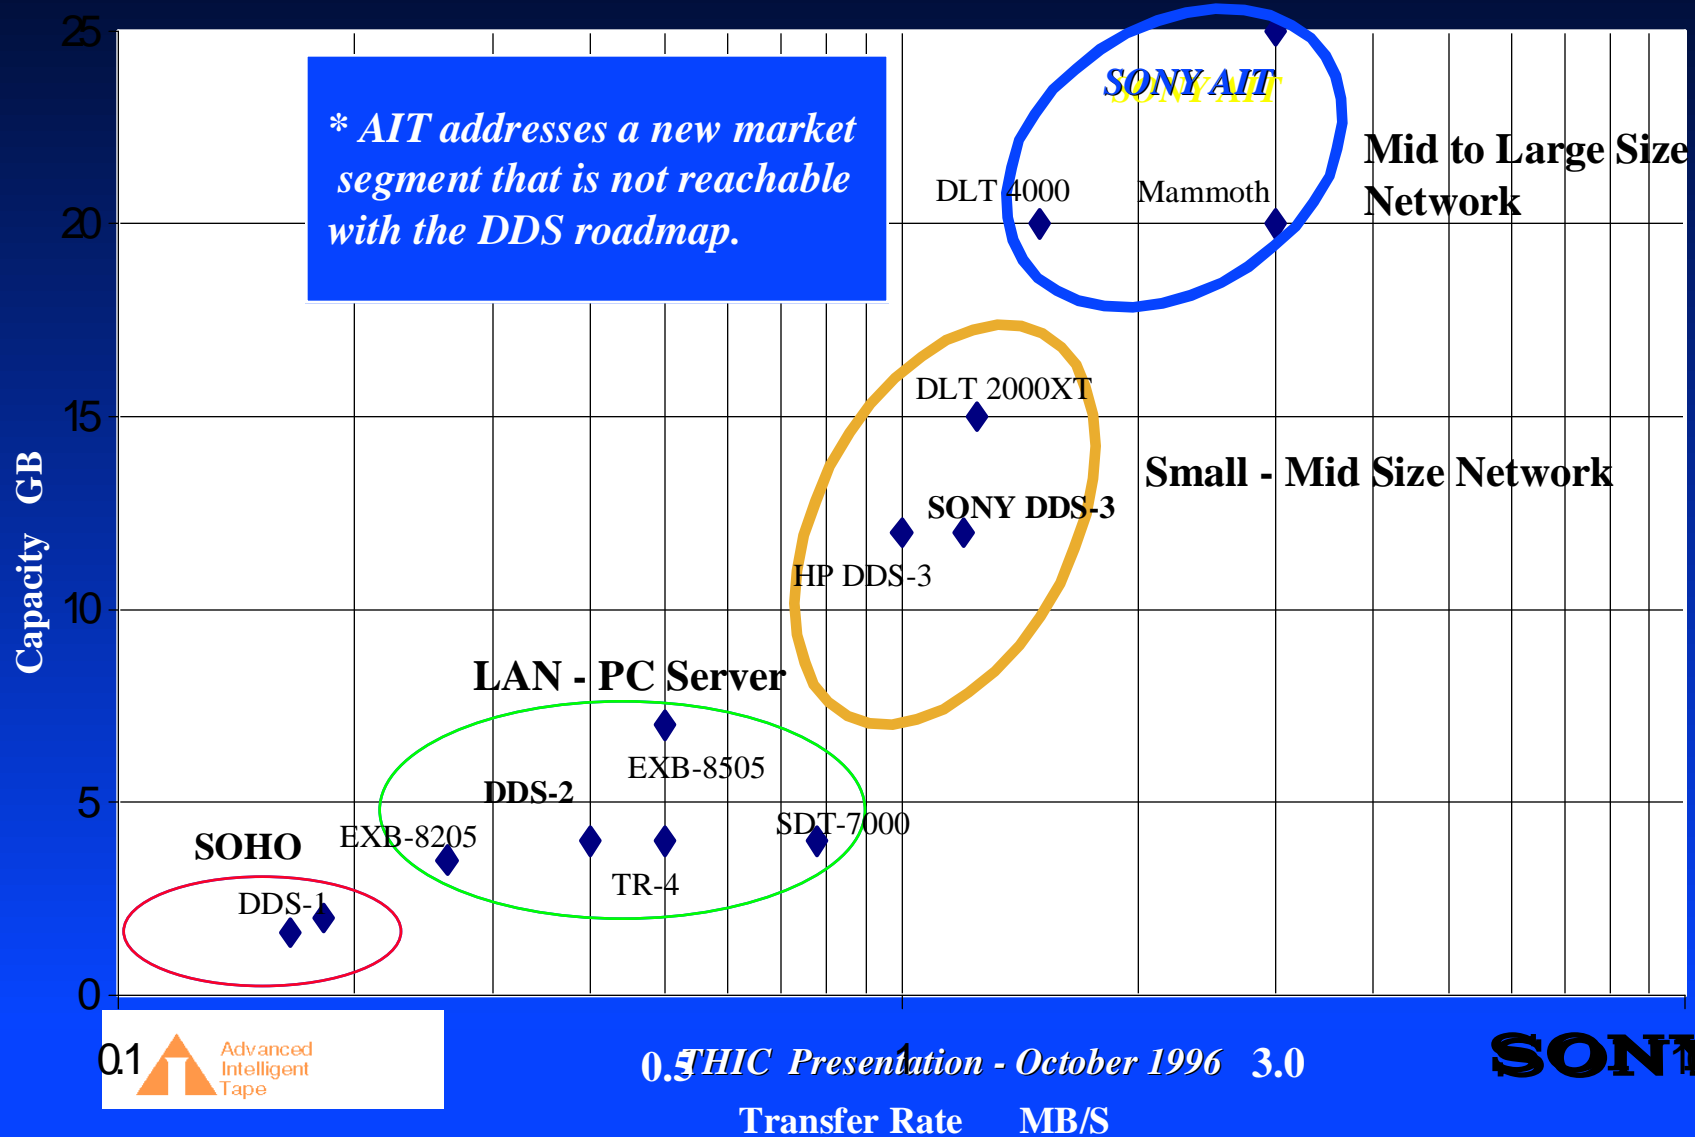 25
SONY AIT
* AIT addresses a new market
segment that is not reachable
with the DDS roadmap.
Mid to Large Size
Network
DLT 4000
Mammoth
20
DLT 2000XT
15
Small - Mid Size Network
SONY DDS-3
HP DDS-3
Capacity GB
10
LAN - PC Server
EXB-8505
DDS-2
5
SDT-7000
EXB-8205
SOHO
TR-4
DDS-1
0
0.1
Advanced
Intelligent
Tape
0.5
THIC Presentation - October 1996
1
3.0
SONY
Transfer Rate MB/S